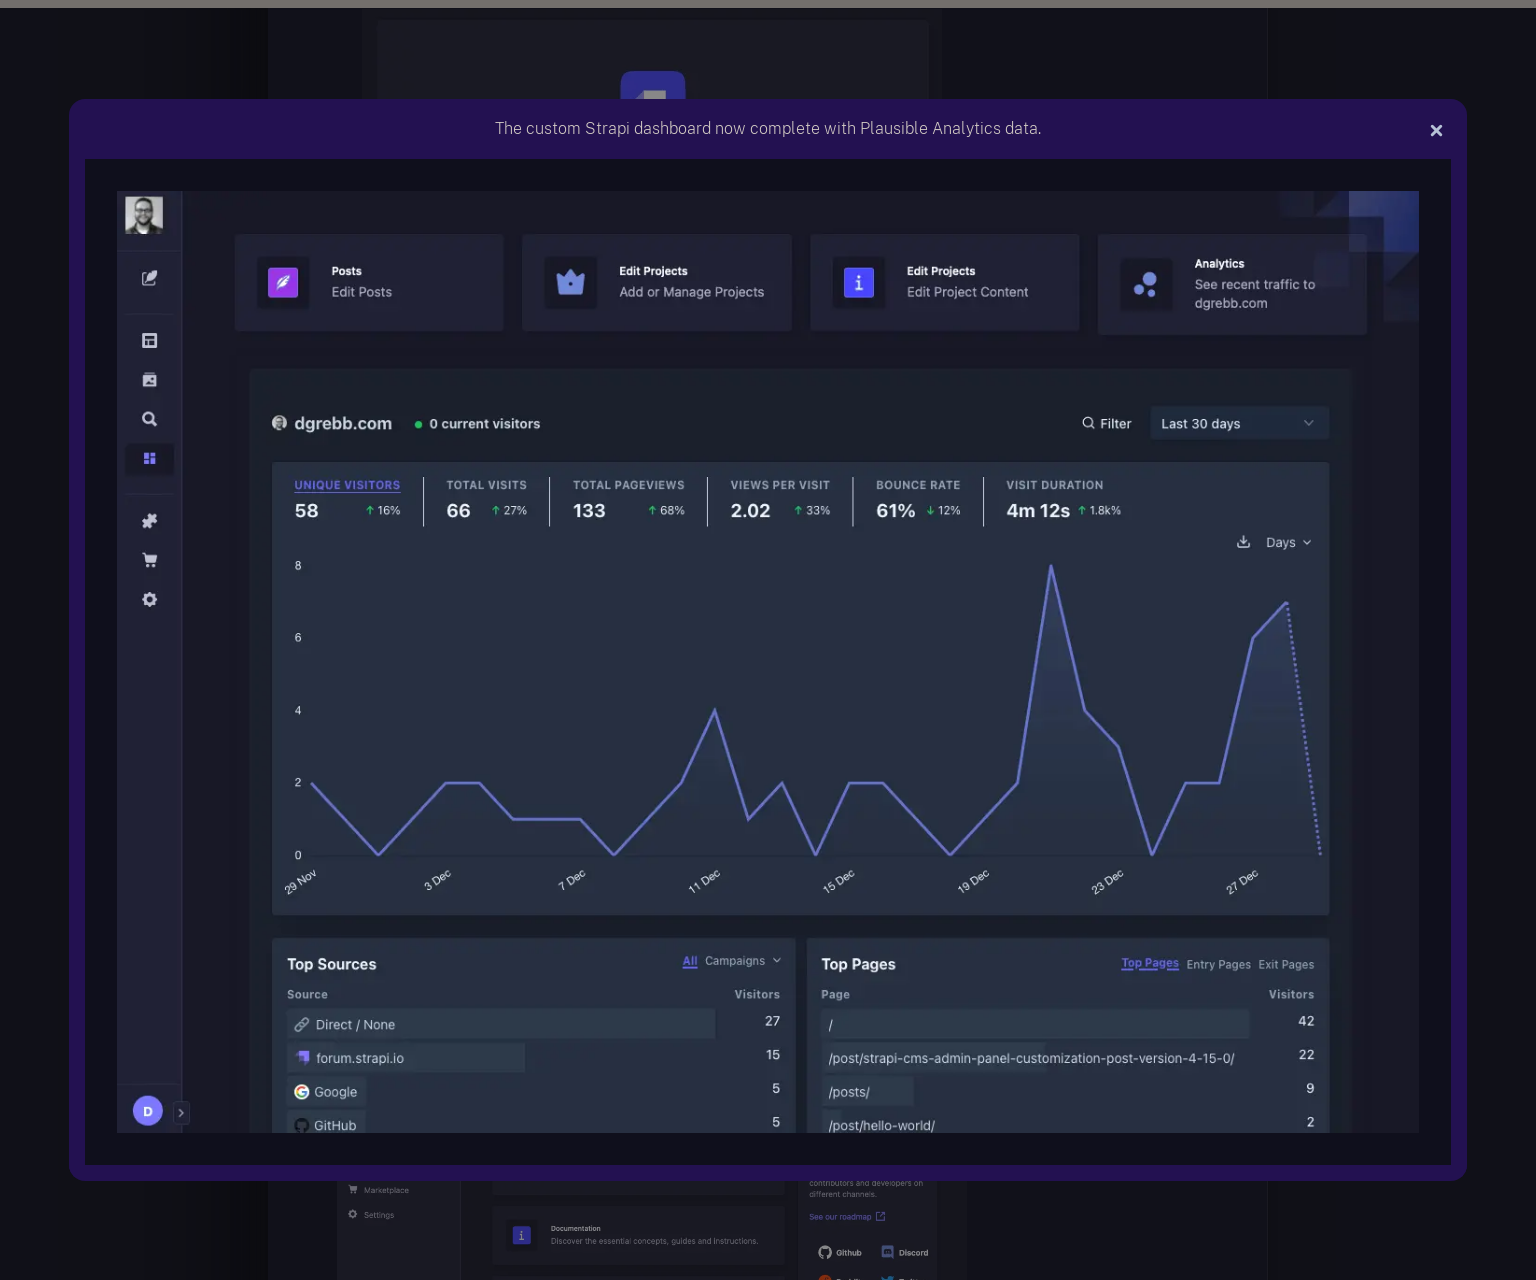 The custom Strapi dashboard now complete with Plausible Analytics data.
Posts
Edit Posts
Edit Projects
Add or Manage Projects
Edit Projects
Edit Project Content
Analytics
See recent traffic to
dgrebb.com
dgrebb.com
0 current visitors
Filter
Last 30 days
UNIQUE VISITORS
58
16%
TOTAL VISITS
66
27%
TOTAL PAGEVIEWS
133
68%
VIEWS PER VISIT
2.02
33%
BOUNCE RATE
61%
12%
VISIT DURATION
4m 12s
1.8k%
Days
8
6
4
2
0
29 Nov
3 Dec
7 Dec
11 Dec
15 Dec
19 Dec
23 Dec
27 Dec
Top Sources
All
Campaigns
Source
Visitors
Direct / None
27
forum.strapi.io
15
Google
5
GitHub
5
Top Pages
Top Pages
Entry Pages
Exit Pages
Page
Visitors
/
42
/post/strapi-cms-admin-panel-customization-post-version-4-15-0/
22
/posts/
9
/post/hello-world/
2
D
Marketplace
Settings
Documentation
Discover the essential concepts, guides and instructions.
contributors and developers on
different channels.
See our roadmap
Github
Discord